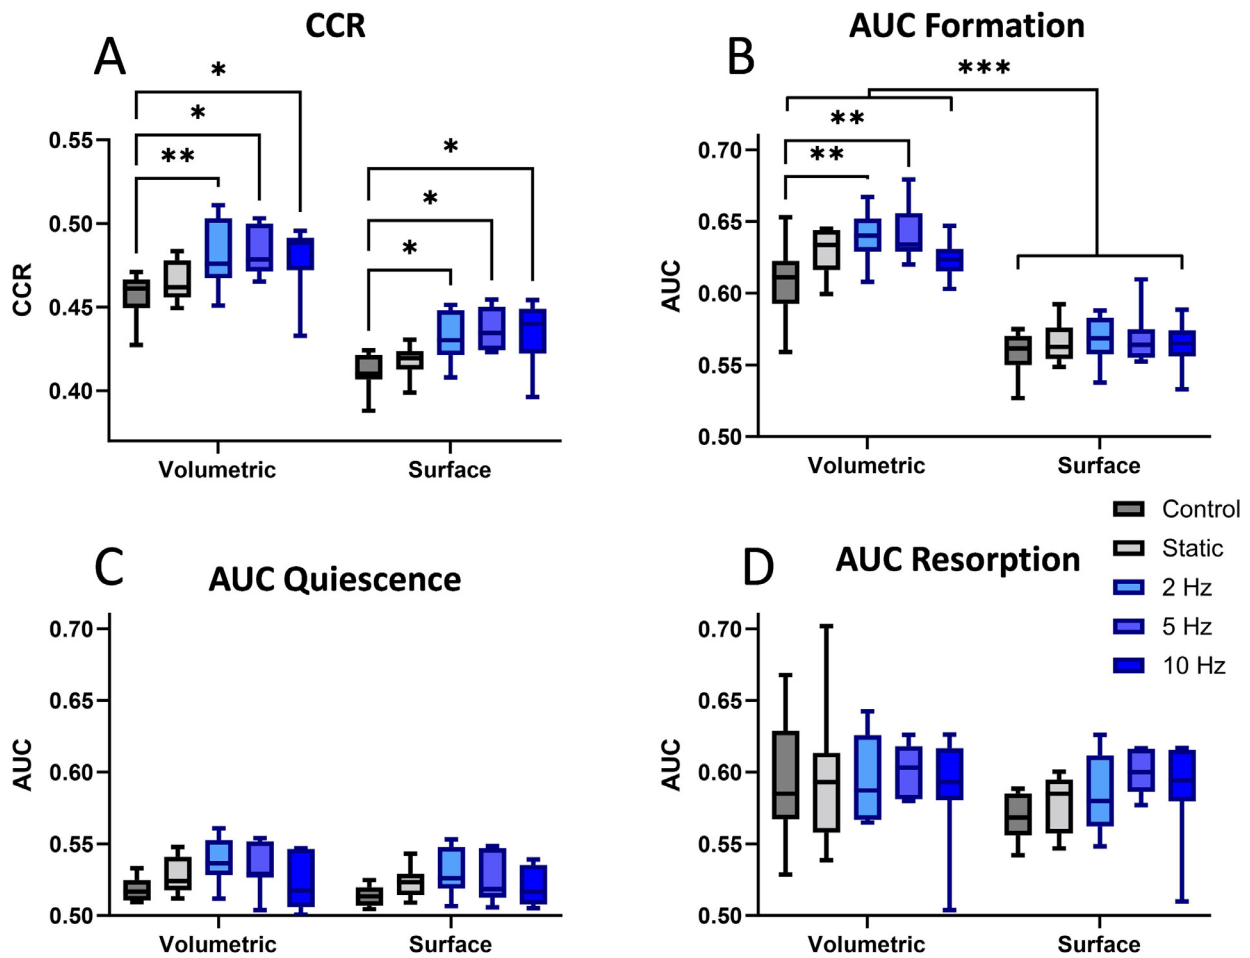 A
CCR
*
*
**
*
*
*
0.55
0.50
0.45
0.40
CCR
Volumetric
Surface
B
AUC Formation
***
**
**
0.70
0.65
0.60
0.55
0.50
AUC
Volumetric
Surface
Control
Static
2 Hz
5 Hz
10 Hz
C
AUC Quiescence
0.70
0.65
0.60
0.55
0.50
AUC
Volumetric
Surface
D
AUC Resorption
0.70
0.65
0.60
0.55
0.50
AUC
Volumetric
Surface